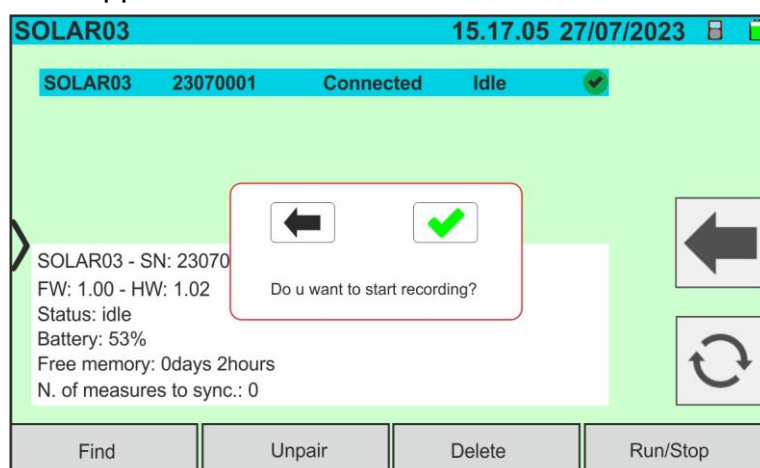 SOLAR03 15.17.05 27/07/2023
SOLAR03 23070001 Connected Idle
Do u want to start recording?
SOLAR03 - SN: 23070
FW: 1.00 - HW: 1.02
Status: idle
Battery: 53%
Free memory: 0days 2hours
N. of measures to sync.: 0
Find Unpair Delete Run/Stop